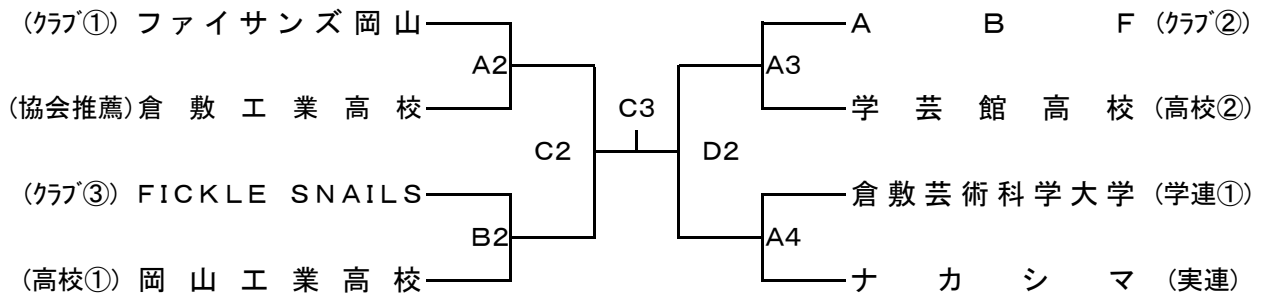 (クラブ①) ファイサンズ岡山
A2
(協会推薦) 倉敷工業高校
C2
(クラブ③) FICKLE SNAILS
B2
(高校①) 岡山工業高校
C3
ABF (クラブ②)
A3
学芸館高校 (高校②)
D2
倉敷芸術科学大学 (学連①)
A4
ナカシマ (実連)